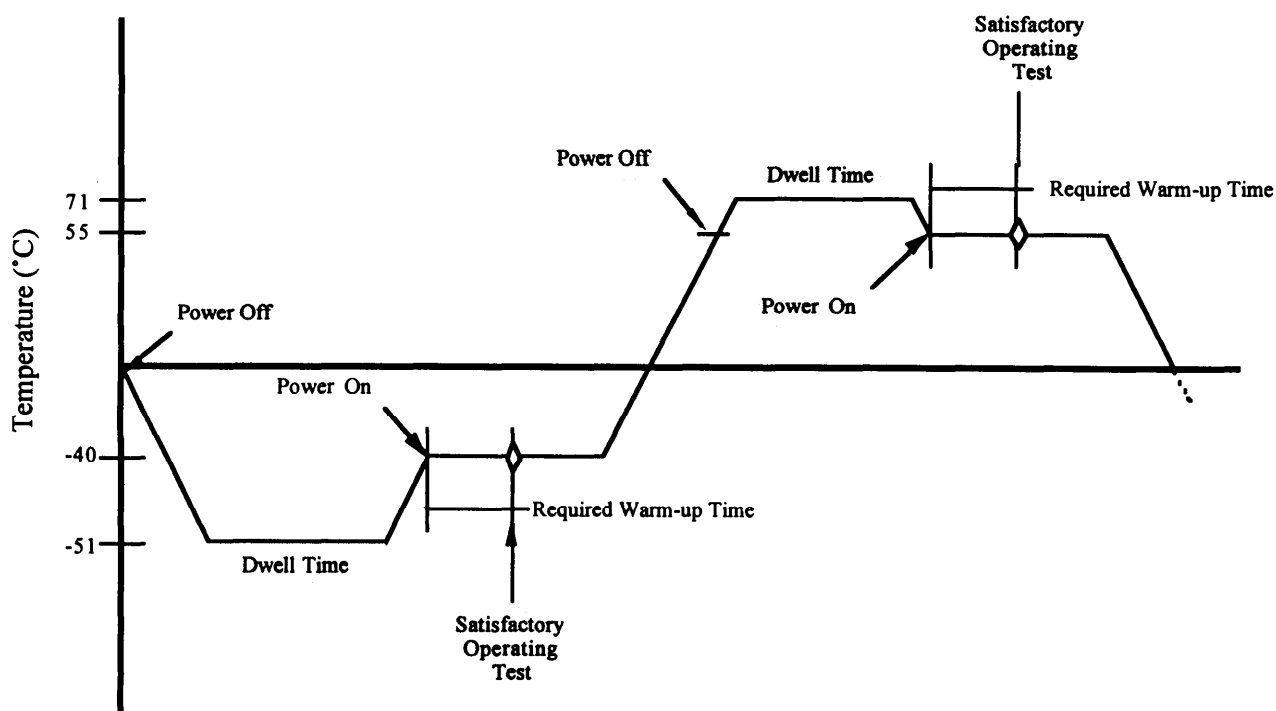 Satisfactory
Operating
Test
Power Off
Dwell Time
Required Warm-up Time
71
55
Power On
Temperature (°C)
Power Off
Power On
-40
Required Warm-up Time
-51
Dwell Time
Satisfactory
Operating
Test